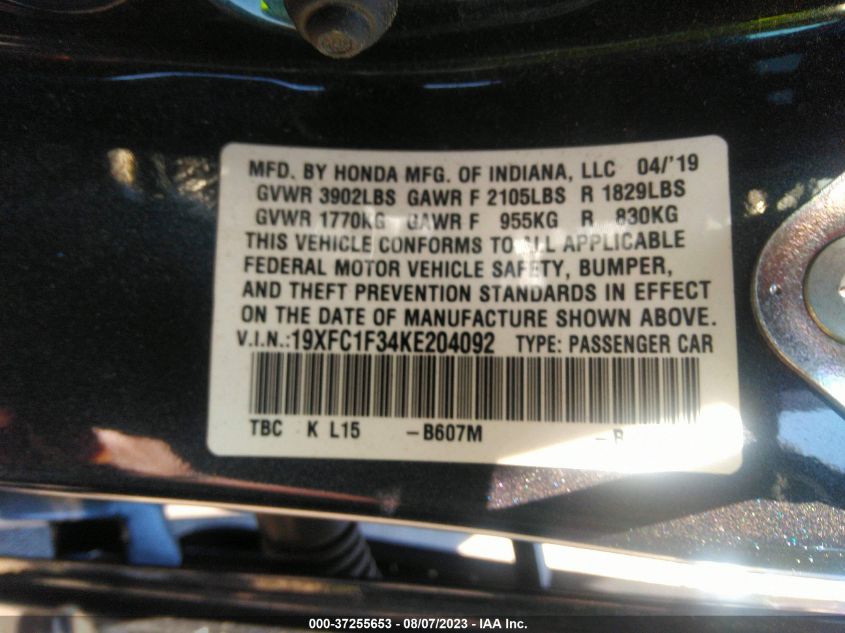 MFD. BY HONDA MFG. OF INDIANA, LLC 04/'19
GVWR 3902LBS GAWR F 2105LBS R 1829LBS
GVWR 1770KG GAWR F 955KG R 830KG
THIS VEHICLE CONFORMS TO ALL APPLICABLE
FEDERAL MOTOR VEHICLE SAFETY, BUMPER,
AND THEFT PREVENTION STANDARDS IN EFFECT
ON THE DATE OF MANUFACTURE SHOWN ABOVE.
V.I.N.:19XFC1F34KE204092 TYPE: PASSENGER CAR
TBC K L15 -B607M
000-37255653 - 08/07/2023 - IAA Inc.